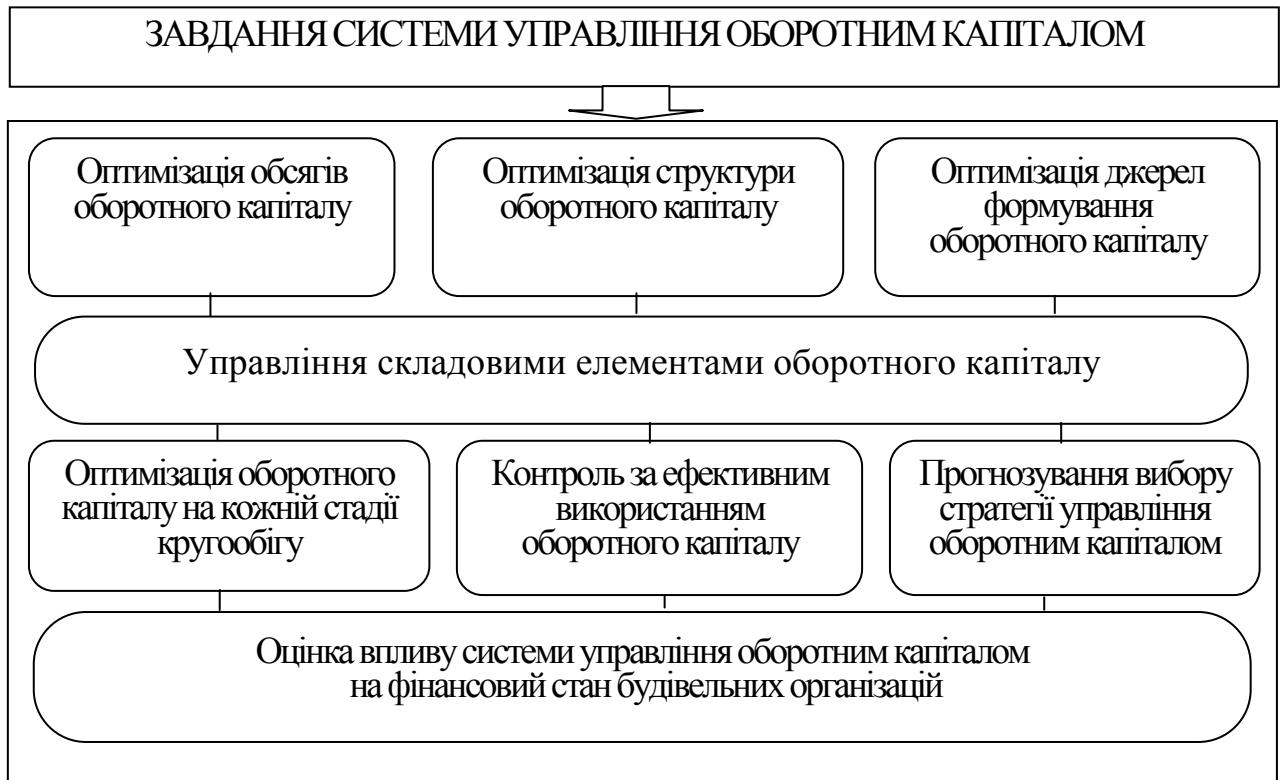 ЗАВДАННЯ СИСТЕМИ УПРАВЛІННЯ ОБОРОТНИМ КАПІТАЛОМ
Оптимізація обсягів
оборотного капіталу
Оптимізація структури
оборотного капіталу
Оптимізація джерел
формування
оборотного капіталу
Управління складовими елементами оборотного капіталу
Оптимізація оборотного
капіталу на кожній стадії
кругообігу
Контроль за ефективним
використанням
оборотного капіталу
Прогнозування вибору
стратегії управління
оборотним капіталом
Оцінка впливу системи управління оборотним капіталом
на фінансовий стан будівельних організацій